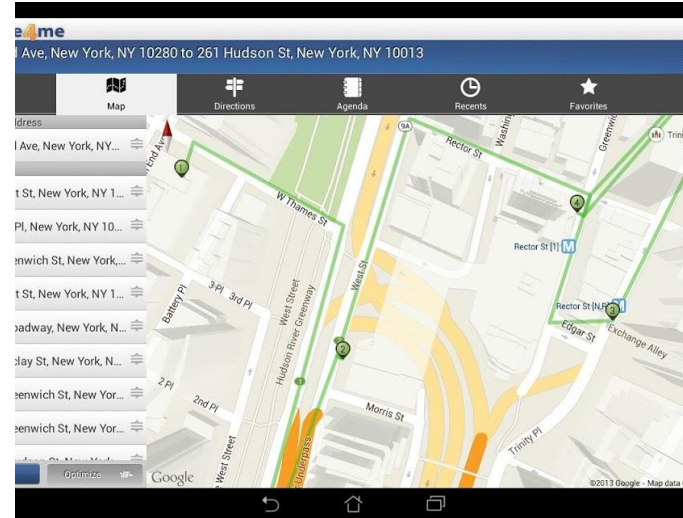 e4me
Ave, New York, NY 10280 to 261 Hudson St, New York, NY 10013
Map
Directions
Agenda
Recents
Favorites
ddress
Ave, New York, NY...
t St, New York, NY 1...
Pl, New York, NY 10...
enwich St, New York,...
t St, New York, NY 1...
oadway, New York, N...
clay St, New York, N...
eenwich St, New Yor...
eenwich St, New Yor...
Optimize
End Ave
1
W Thames St
9A
Rector St
Washing
Greenwic
Trini
4
Rector St [1] M
West St
Battery Pl
3 Pl
3rd Pl
West Street
Hudson River Greenway
Rector St [N,R]
3
Edgar St
Exchange Alley
2
2 Pl
2nd Pl
Morris St
West Street
Underpass
Trinity Pl
Google
©2013 Google - Map data